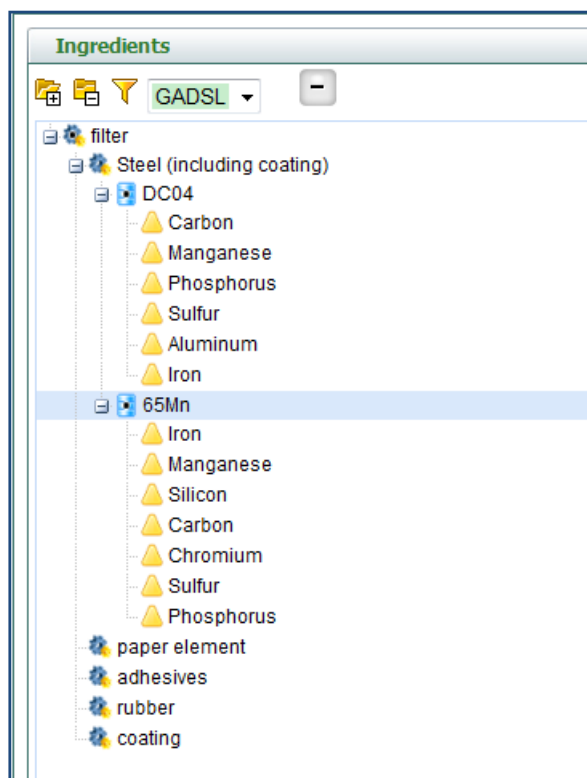 Ingredients
GADSL
filter
Steel (including coating)
DC04
Carbon
Manganese
Phosphorus
Sulfur
Aluminum
Iron
65Mn
Iron
Manganese
Silicon
Carbon
Chromium
Sulfur
Phosphorus
paper element
adhesives
rubber
coating